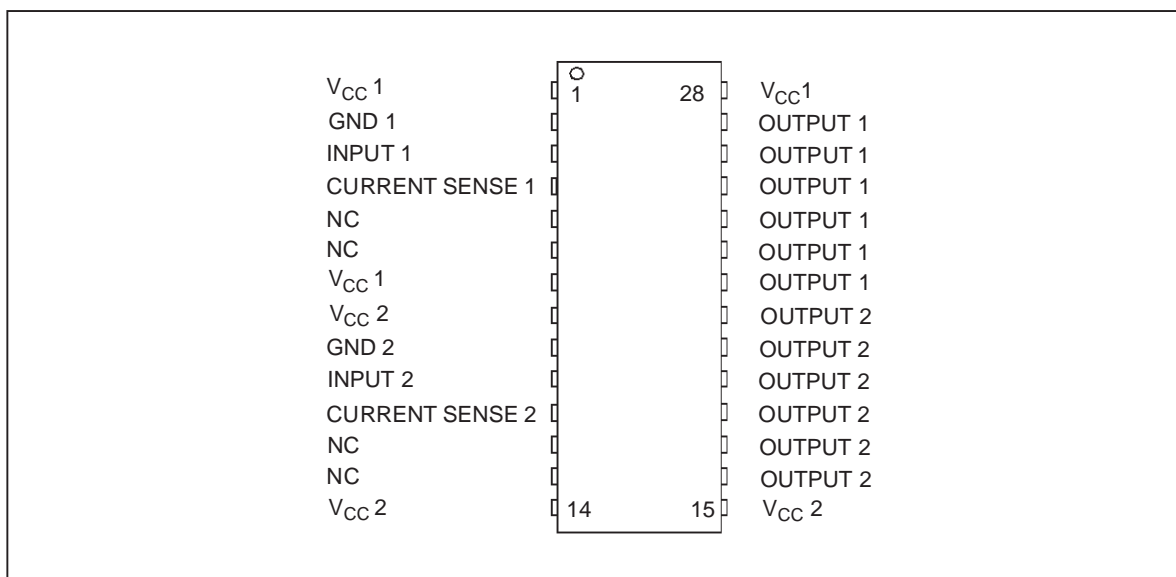 VCC 1 1 28 VCC1
GND 1 OUTPUT 1
INPUT 1 OUTPUT 1
CURRENT SENSE 1 OUTPUT 1
NC OUTPUT 1
NC OUTPUT 1
VCC 1 OUTPUT 1
VCC 2 OUTPUT 2
GND 2 OUTPUT 2
INPUT 2 OUTPUT 2
CURRENT SENSE 2 OUTPUT 2
NC OUTPUT 2
NC OUTPUT 2
VCC 2 14 15 VCC 2